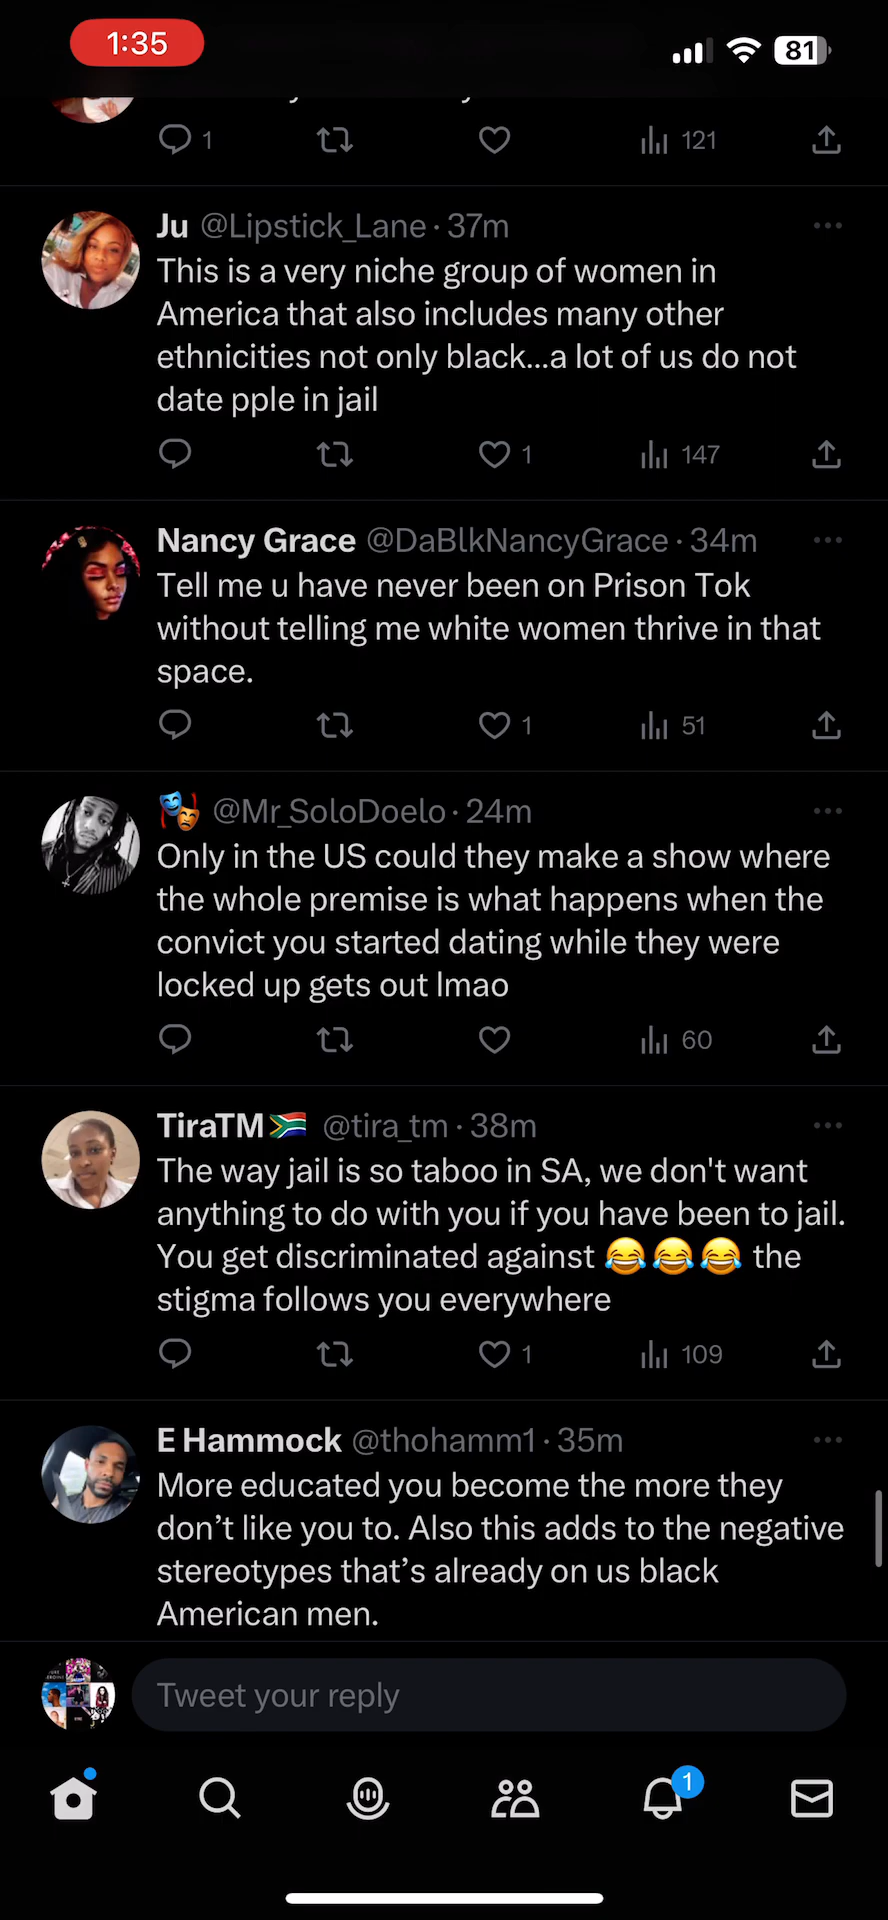 1:35
81
1
121
Ju @Lipstick_Lane · 37m
This is a very niche group of women in
America that also includes many other
ethnicities not only black...a lot of us do not
date pple in jail
1
147
Nancy Grace @DaBlkNancyGrace · 34m
Tell me u have never been on Prison Tok
without telling me white women thrive in that
space.
1
51
🎭 @Mr_SoloDoelo · 24m
Only in the US could they make a show where
the whole premise is what happens when the
convict you started dating while they were
locked up gets out lmao
60
TiraTM🇿🇦 @tira_tm · 38m
The way jail is so taboo in SA, we don't want
anything to do with you if you have been to jail.
You get discriminated against 😂😂😂 the
stigma follows you everywhere
1
109
E Hammock @thohamm1 · 35m
More educated you become the more they
don’t like you to. Also this adds to the negative
stereotypes that’s already on us black
American men.
Tweet your reply
1